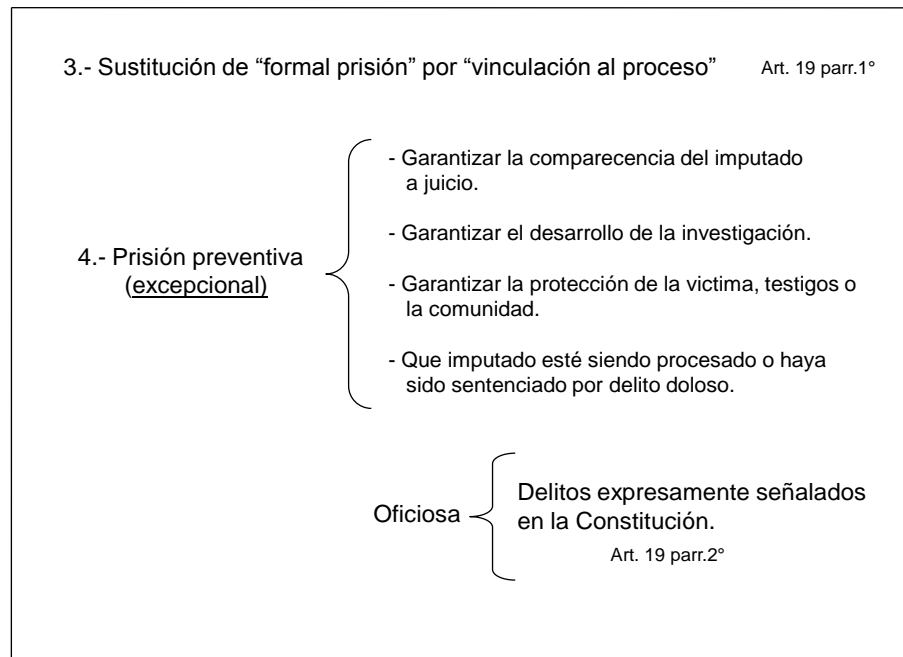 3.- Sustitución de “formal prisión” por “vinculación al proceso” Art. 19 parr.1°
4.- Prisión preventiva
(excepcional)
- Garantizar la comparecencia del imputado
a juicio.
- Garantizar el desarrollo de la investigación.
- Garantizar la protección de la victima, testigos o
la comunidad.
- Que imputado esté siendo procesado o haya
sido sentenciado por delito doloso.
Oficiosa
Delitos expresamente señalados
en la Constitución.
Art. 19 parr.2°